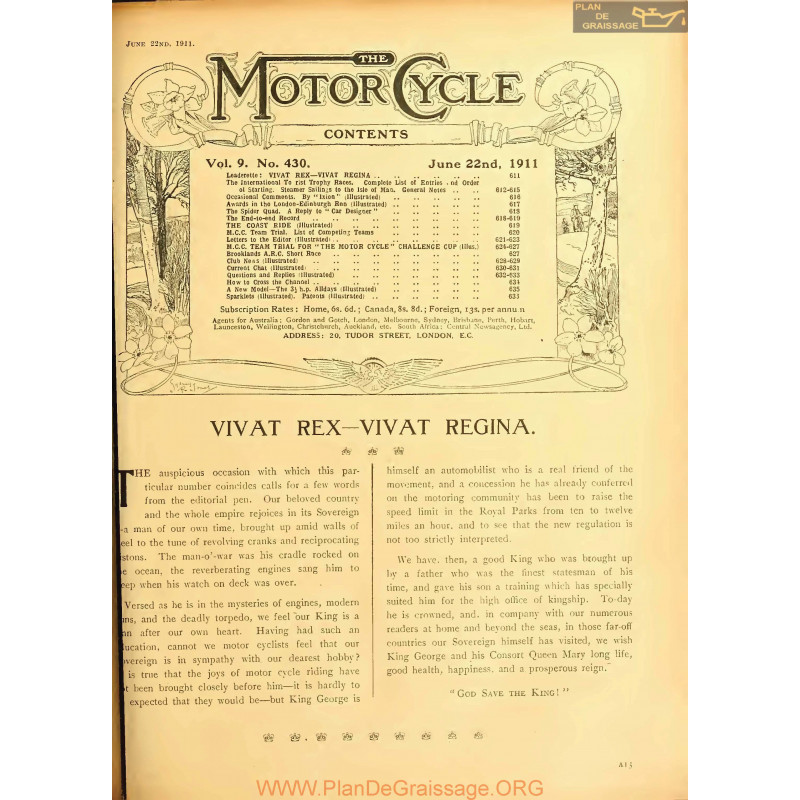 PLAN
DE
GRAISSAGE
JUNE 22ND, 1911.
THE
MOTOR CYCLE
CONTENTS
Vol. 9. No. 430. June 22nd, 1911
Leaderette: VIVAT REX—VIVAT REGINA .. .. .. .. .. .. 611
The International To rist Trophy Races. Complete List of Entries and Order
of Starting. Steamer Sailings to the Isle of Man. General Notes .. .. 612-615
Occasional Comments. By "Ixion" (Illustrated) .. .. .. .. .. 616
Awards in the London-Edinburgh Run (Illustrated) .. .. .. .. .. 617
The Spider Quad. A Reply to "Car Designer" .. .. .. .. .. 618
The End-to-end Record .. .. .. .. .. .. .. .. 618-619
THE COAST RIDE (Illustrated) .. .. .. .. .. .. .. 619
M.C.C. Team Trial. List of Competing Teams .. .. .. .. .. 620
Letters to the Editor (Illustrated) .. .. .. .. .. .. .. 621-623
M.C.C. TEAM TRIAL FOR "THE MOTOR CYCLE" CHALLENGE CUP (Illus.) 624-627
Brooklands A.R.C. Short Race .. .. .. .. .. .. .. 627
Club News (Illustrated) .. .. .. .. .. .. .. .. 628-629
Current Chat (Illustrated) .. .. .. .. .. .. .. .. 630-631
Questions and Replies (Illustrated) .. .. .. .. .. .. .. 632-633
How to Cross the Channel .. .. .. .. .. .. .. .. 634
A New Model—The 3½ h.p. Alldays (Illustrated) .. .. .. .. .. 635
Sparklets (Illustrated). Patents (Illustrated) .. .. .. .. .. .. 633
Subscription Rates: Home, 6s. 6d.; Canada, 8s. 8d.; Foreign, 13s. per annu n
Agents for Australia: Gordon and Gotch, London, Melbourne, Sydney, Brisbane, Perth, Hobart,
Launceston, Wellington, Christchurch, Auckland, etc. South Africa: Central Newsagency, Ltd.
ADDRESS: 20, TUDOR STREET, LONDON, E.C.
VIVAT REX—VIVAT REGINA.
THE auspicious occasion with which this par-
ticular number coincides calls for a few words
from the editorial pen. Our beloved country
and the whole empire rejoices in its Sovereign
-a man of our own time, brought up amid walls of
eel to the tune of revolving cranks and reciprocating
stons. The man-o'-war was his cradle rocked on
e ocean, the reverberating engines sang him to
eep when his watch on deck was over.
Versed as he is in the mysteries of engines, modern
ns, and the deadly torpedo, we feel our King is a
n after our own heart. Having had such an
ucation, cannot we motor cyclists feel that our
vereign is in sympathy with our dearest hobby?
is true that the joys of motor cycle riding have
t been brought closely before him—it is hardly to
expected that they would be—but King George is
himself an automobilist who is a real friend of the
movement, and a concession he has already conferred
on the motoring community has been to raise the
speed limit in the Royal Parks from ten to twelve
miles an hour, and to see that the new regulation is
not too strictly interpreted.
We have, then, a good King who was brought up
by a father who was the finest statesman of his
time, and gave his son a training which has specially
suited him for the high office of kingship. To-day
he is crowned, and, in company with our numerous
readers at home and beyond the seas, in those far-off
countries our Sovereign himself has visited, we wish
King George and his Consort Queen Mary long life,
good health, happiness, and a prosperous reign.
"GOD SAVE THE KING!"
A15
WWW.PlanDeGraissage.ORG